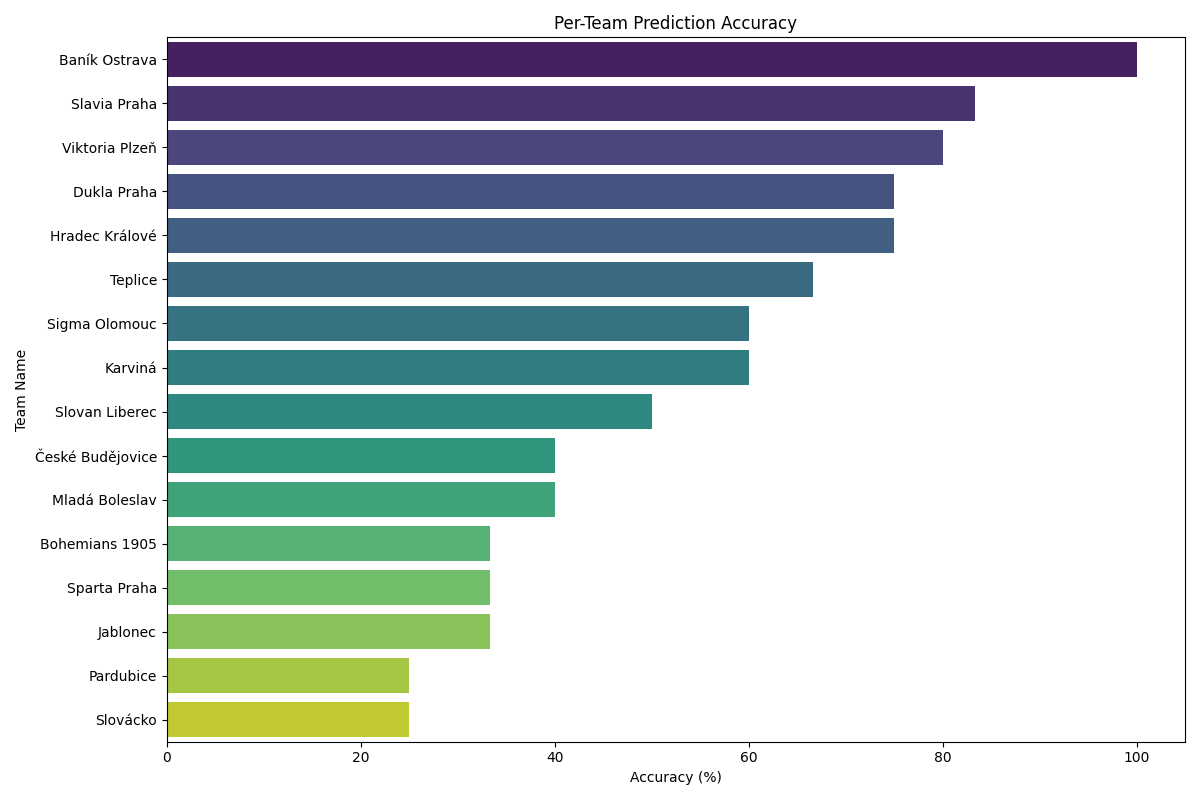 Per-Team Prediction Accuracy
Team Name
Baník Ostrava
Slavia Praha
Viktoria Plzeň
Dukla Praha
Hradec Králové
Teplice
Sigma Olomouc
Karviná
Slovan Liberec
České Budějovice
Mladá Boleslav
Bohemians 1905
Sparta Praha
Jablonec
Pardubice
Slovácko
0 20 40 60 80 100
Accuracy (%)